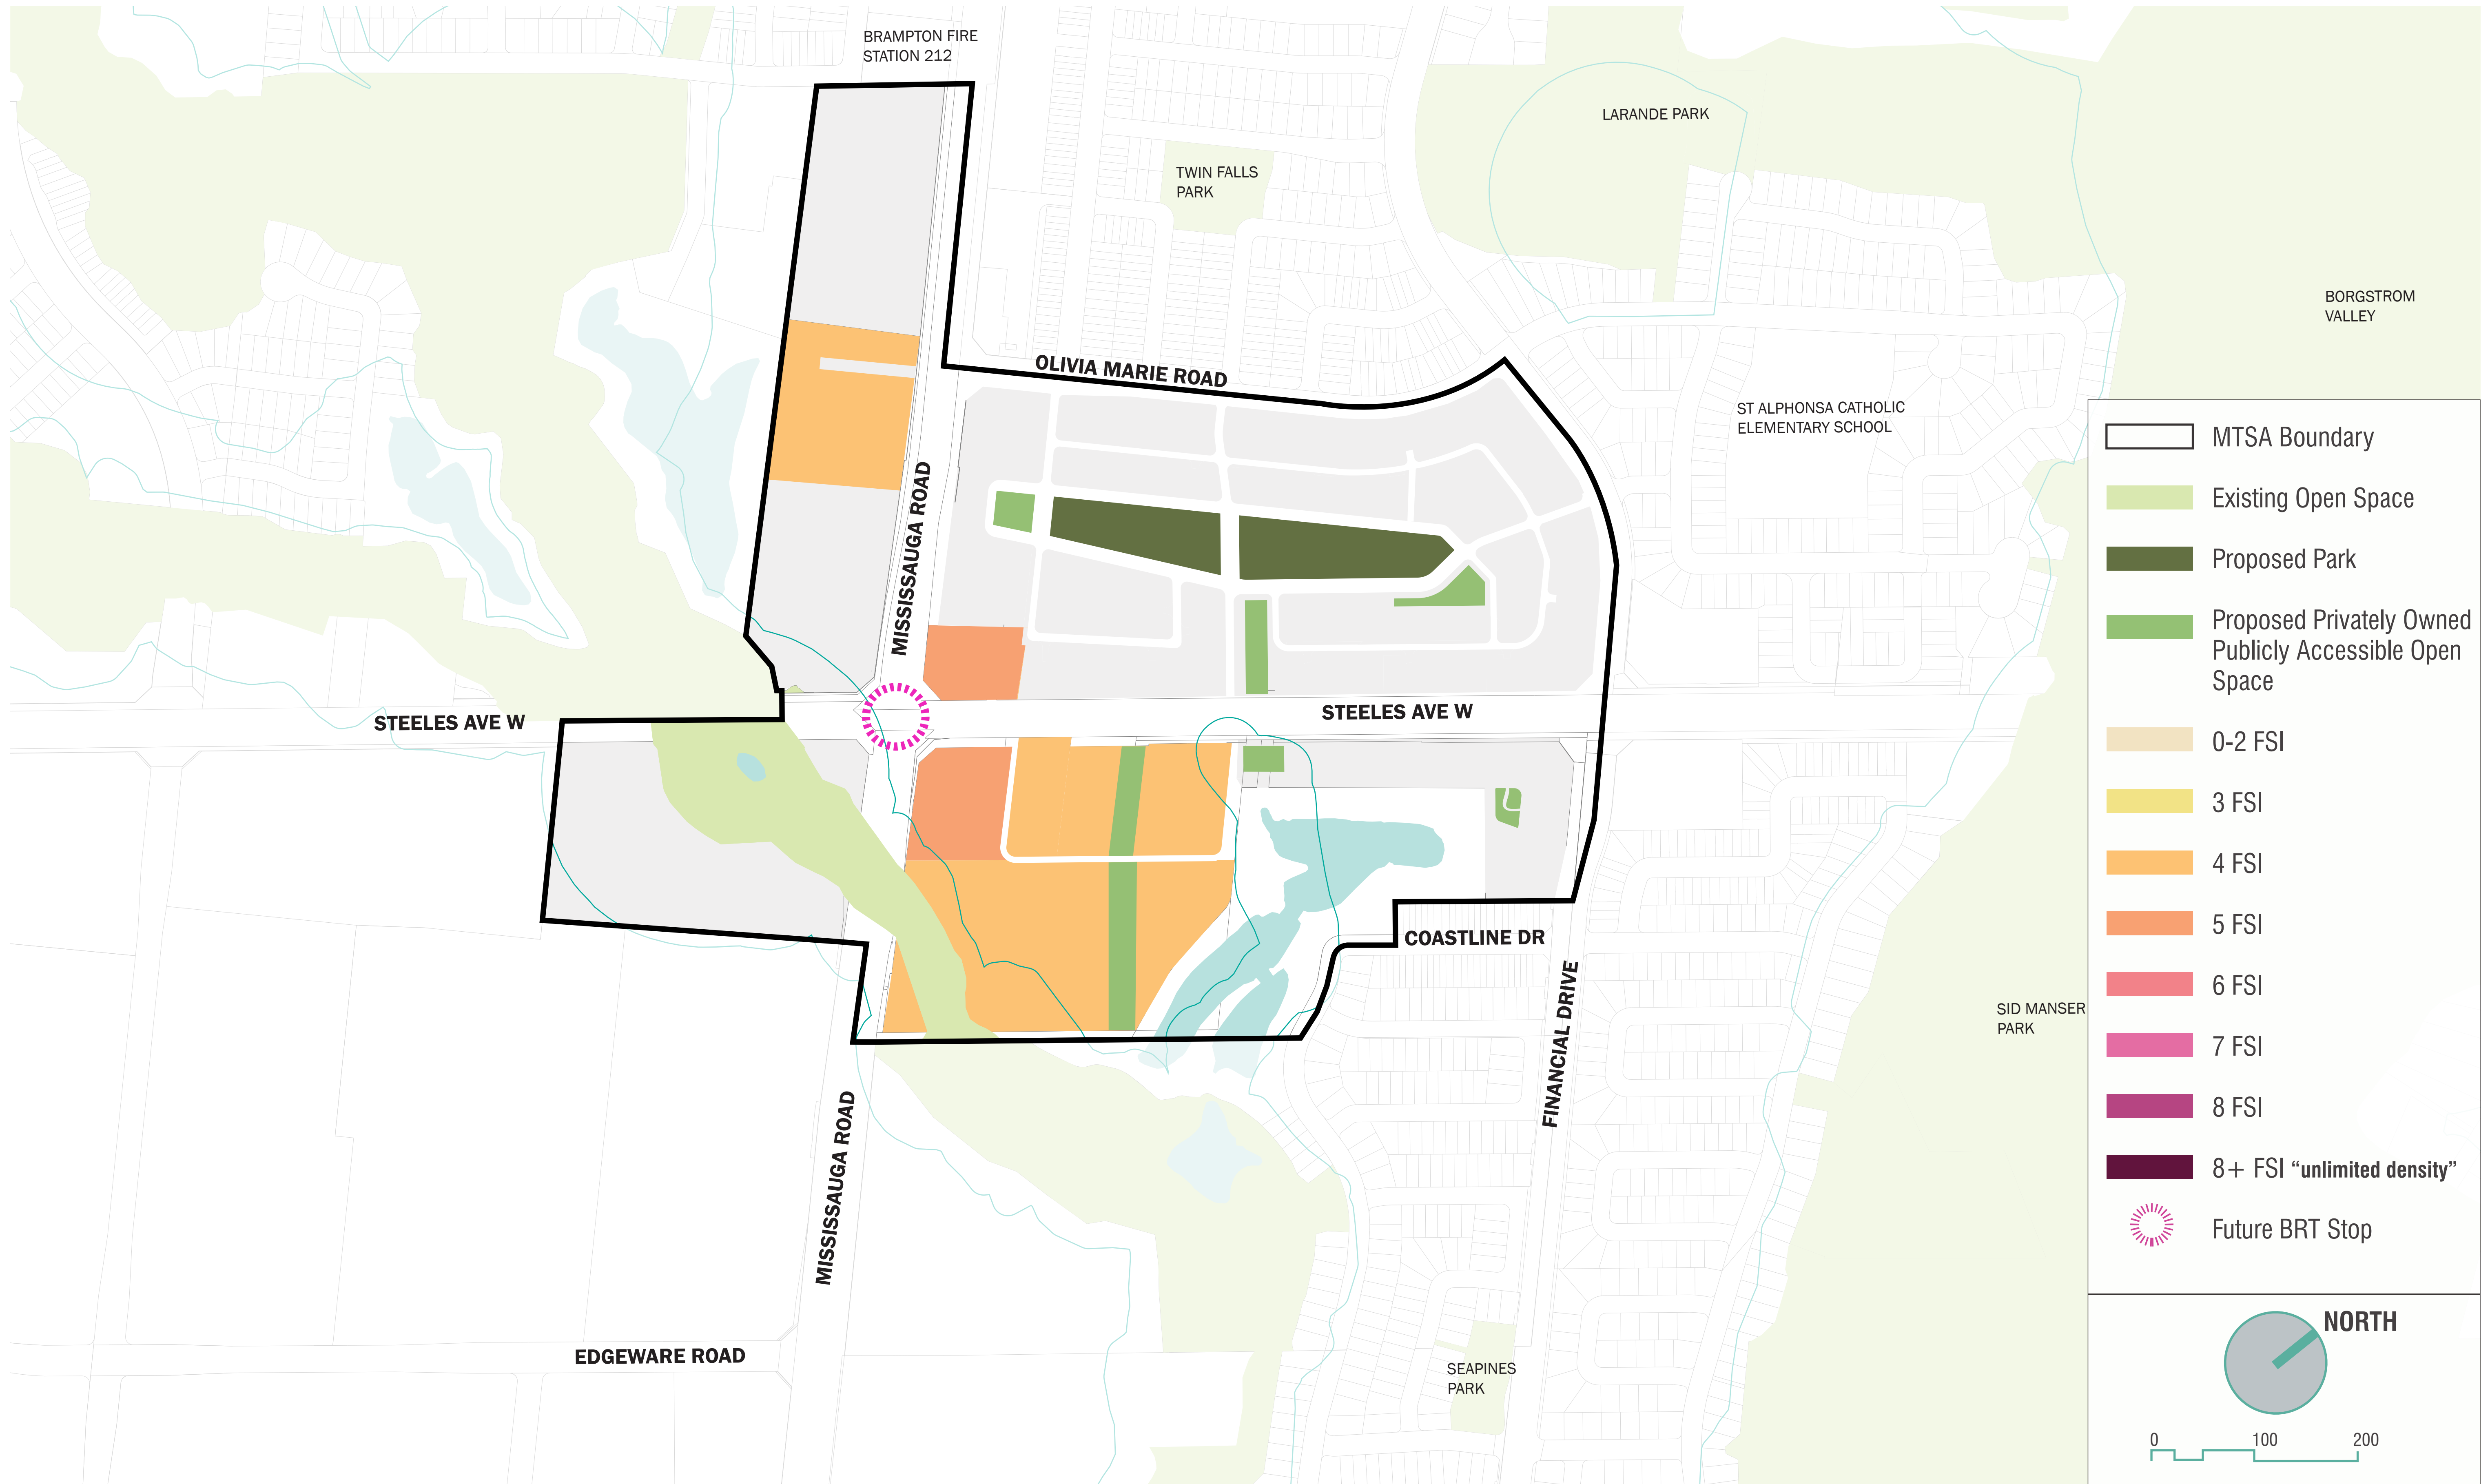 BRAMPTON FIRE
STATION 212
LARANDE PARK
TWIN FALLS
PARK
BORGSTROM
VALLEY
OLIVIA MARIE ROAD
ST ALPHONSA CATHOLIC
ELEMENTARY SCHOOL
MISSISSAUGA ROAD
STEELES AVE W
STEELES AVE W
COASTLINE DR
FINANCIAL DRIVE
SID MANSER
PARK
MISSISSAUGA ROAD
EDGEWARE ROAD
SEAPINES
PARK
MTSA Boundary
Existing Open Space
Proposed Park
Proposed Privately Owned
Publicly Accessible Open
Space
0-2 FSI
3 FSI
4 FSI
5 FSI
6 FSI
7 FSI
8 FSI
8+ FSI “unlimited density”
Future BRT Stop
NORTH
0 100 200